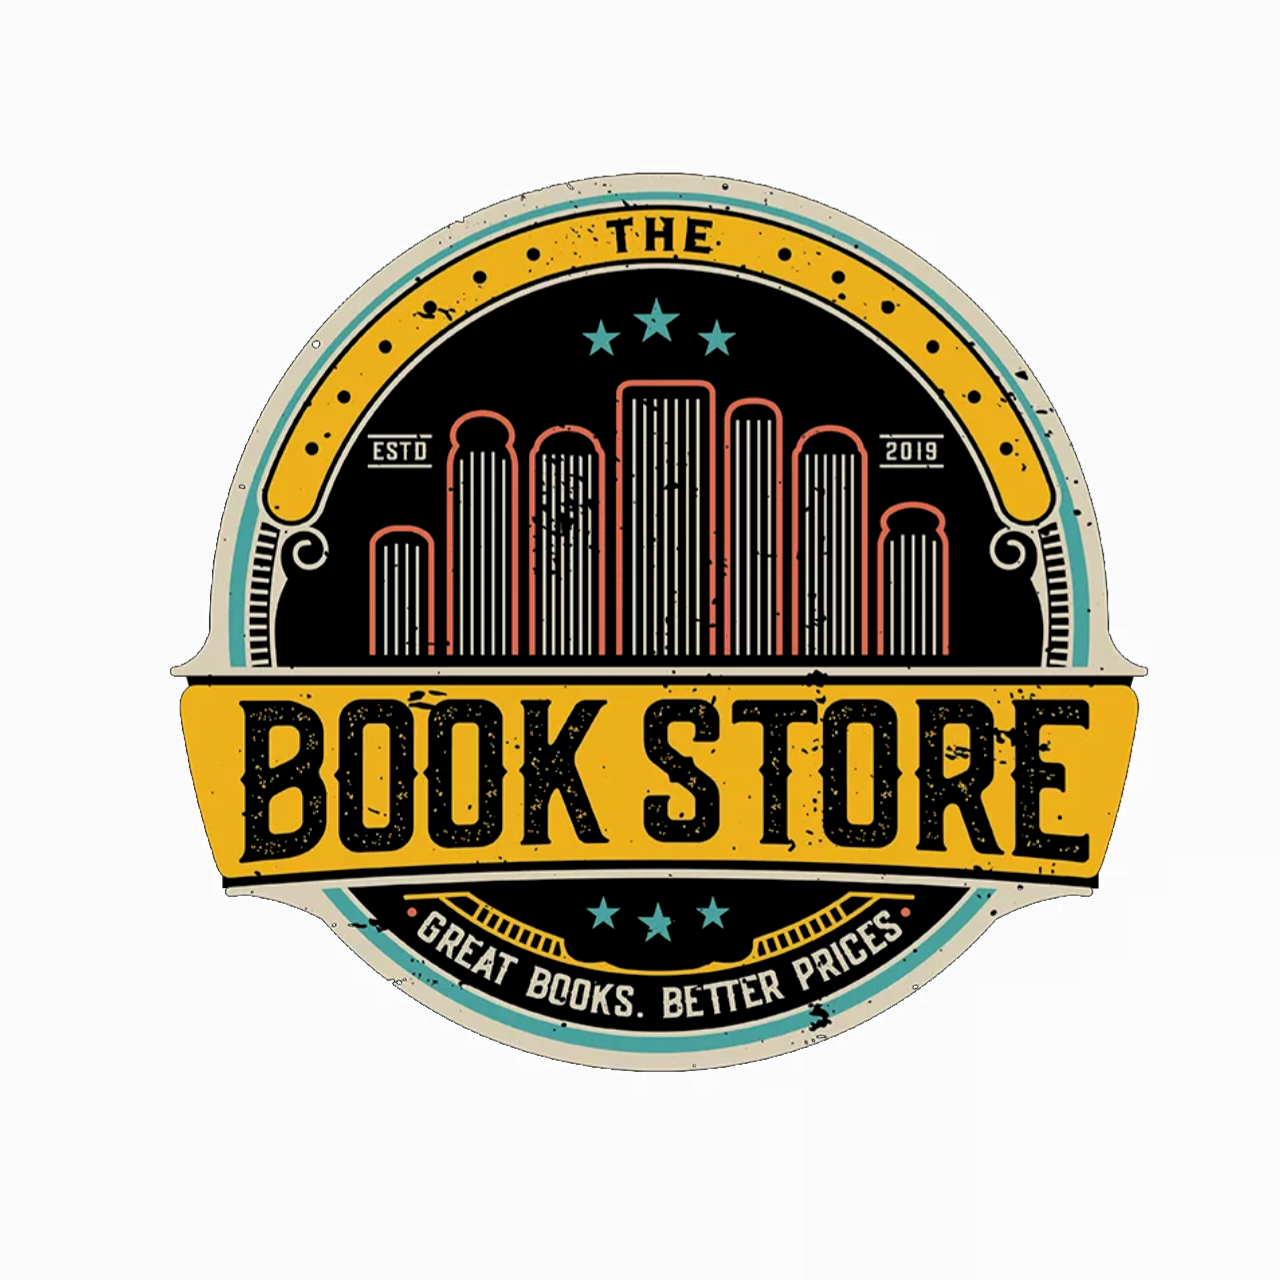 THE
ESTD
2019
BOOK STORE
GREAT BOOKS. BETTER PRICES